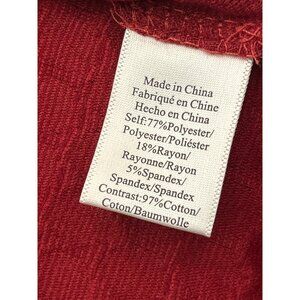 Made in China
Fabriqué en Chine
Hecho en China
Self:77%Polyester/
Polyester/Poliéster
18%Rayon/
Rayonne/Rayon
5%Spandex/
Spandex/Spandex
Contrast:97%Cotton/
Coton/Baumwolle